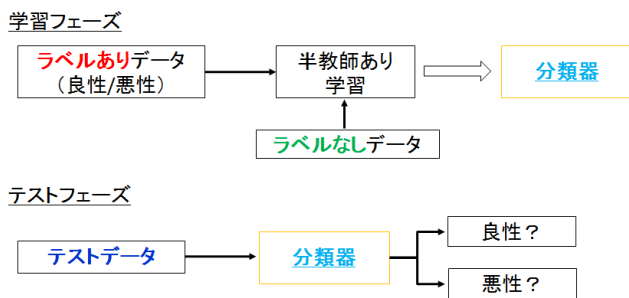 学習フェーズ
ラベルありデータ
(良性/悪性)
半教師あり
学習
分類器
ラベルなしデータ
テストフェーズ
テストデータ
分類器
良性?
悪性?